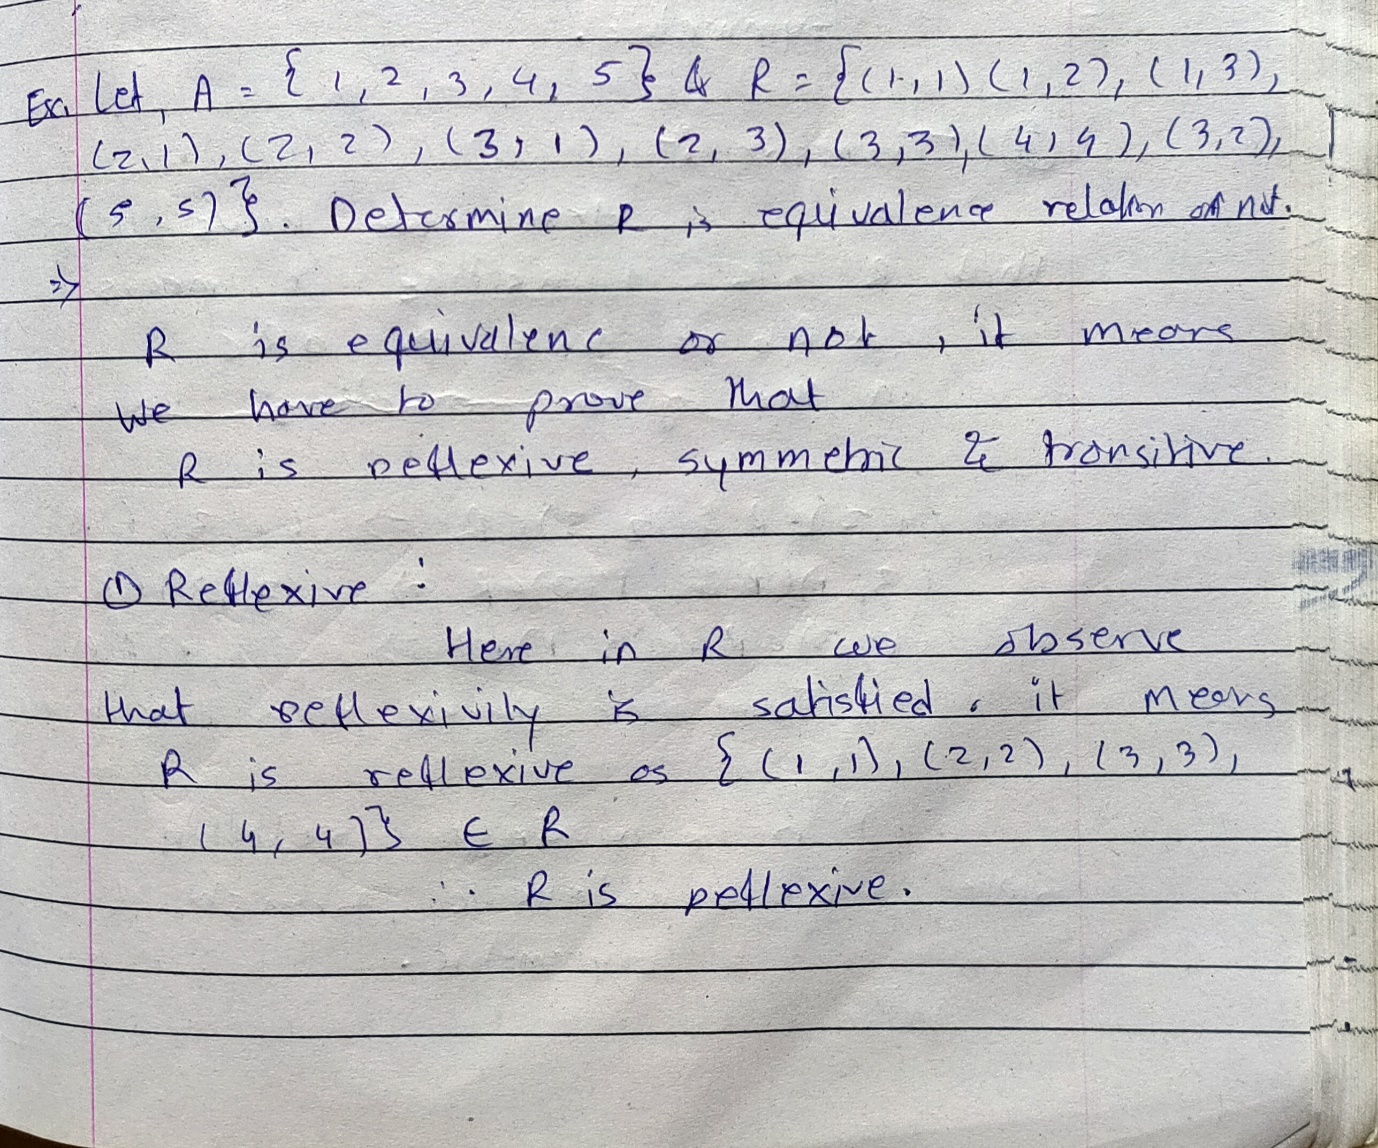 Ex. Let, A = { 1, 2, 3, 4, 5} & R = {(1,1) (1,2), (1,3),
(2,1), (2,2), (3,1), (2,3), (3,3), (4,4), (3,2),
(5,5)}. Determine R is equivalence relation or not.
⇒
R is equivalenc or not, it means
We have to prove that
R is reflexive, symmetric & transitive.
① Reflexive :
Here in R we observe
that reflexivily is satisfied, it means
R is reflexive as { (1,1), (2,2), (3,3),
(4,4)} ∈ R
∴ R is reflexive.